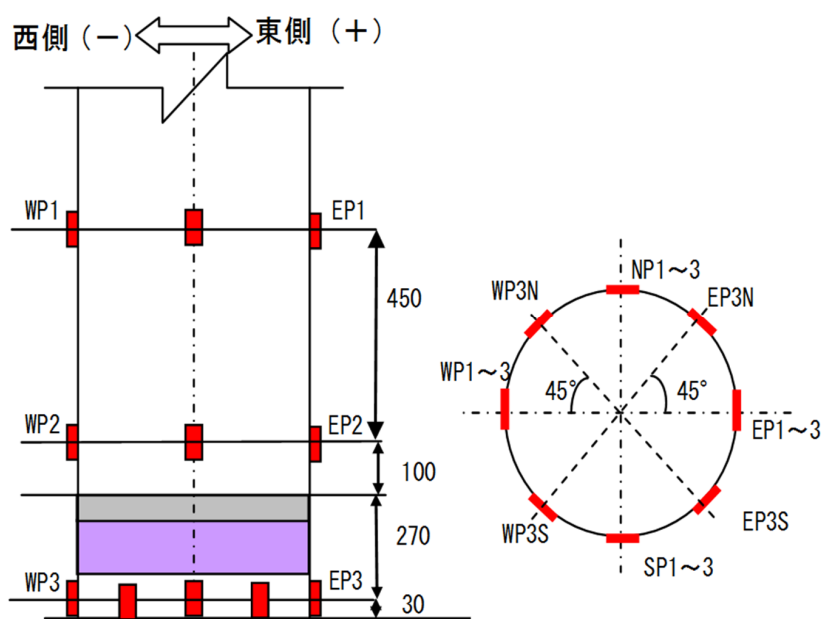 西側（－） 東側（＋）
WP1 EP1
450
WP2 EP2
100
270
WP3 EP3
30
NP1～3
WP3N EP3N
WP1～3
45° 45°
EP1～3
WP3S EP3S
SP1～3